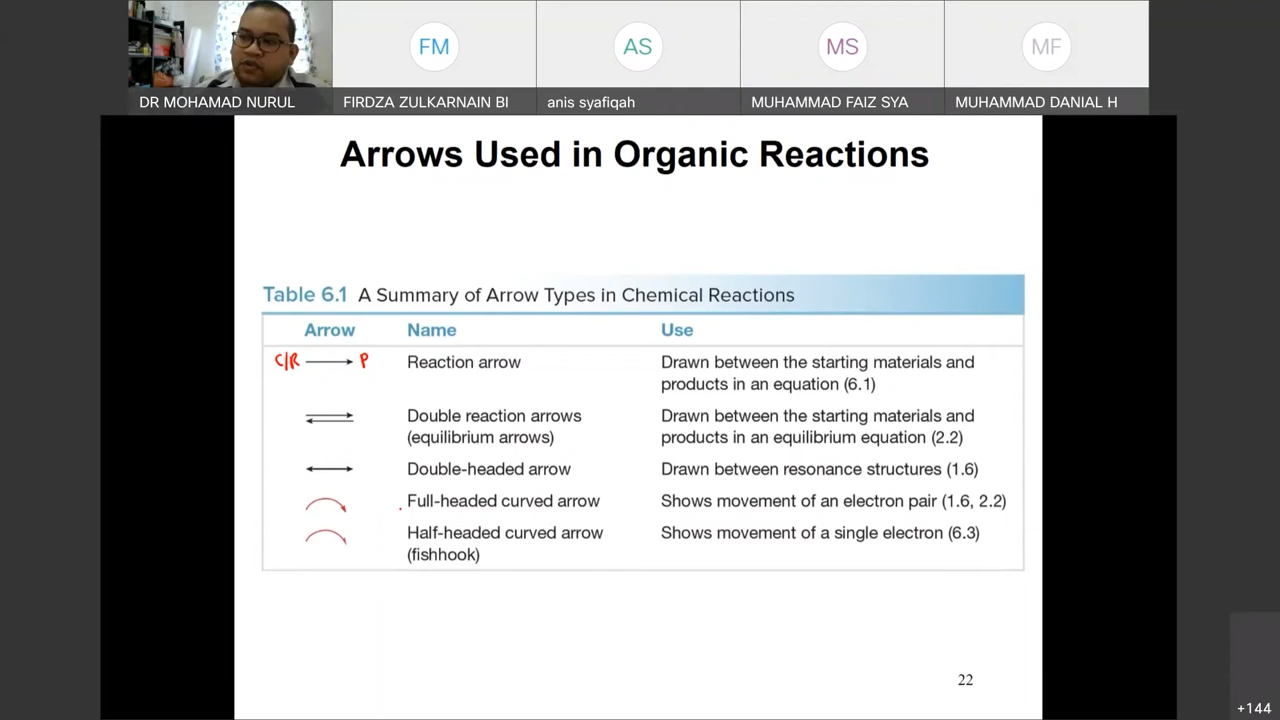 FM
AS
MS
MF
DR MOHAMAD NURUL
FIRDZA ZULKARNAIN BI
anis syafiqah
MUHAMMAD FAIZ SYA
MUHAMMAD DANIAL H
Arrows Used in Organic Reactions
Table 6.1 A Summary of Arrow Types in Chemical Reactions
Arrow Name Use
C/R P Reaction arrow Drawn between the starting materials and
products in an equation (6.1)
Double reaction arrows Drawn between the starting materials and
(equilibrium arrows) products in an equilibrium equation (2.2)
Double-headed arrow Drawn between resonance structures (1.6)
Full-headed curved arrow Shows movement of an electron pair (1.6, 2.2)
Half-headed curved arrow Shows movement of a single electron (6.3)
(fishhook)
22
+144